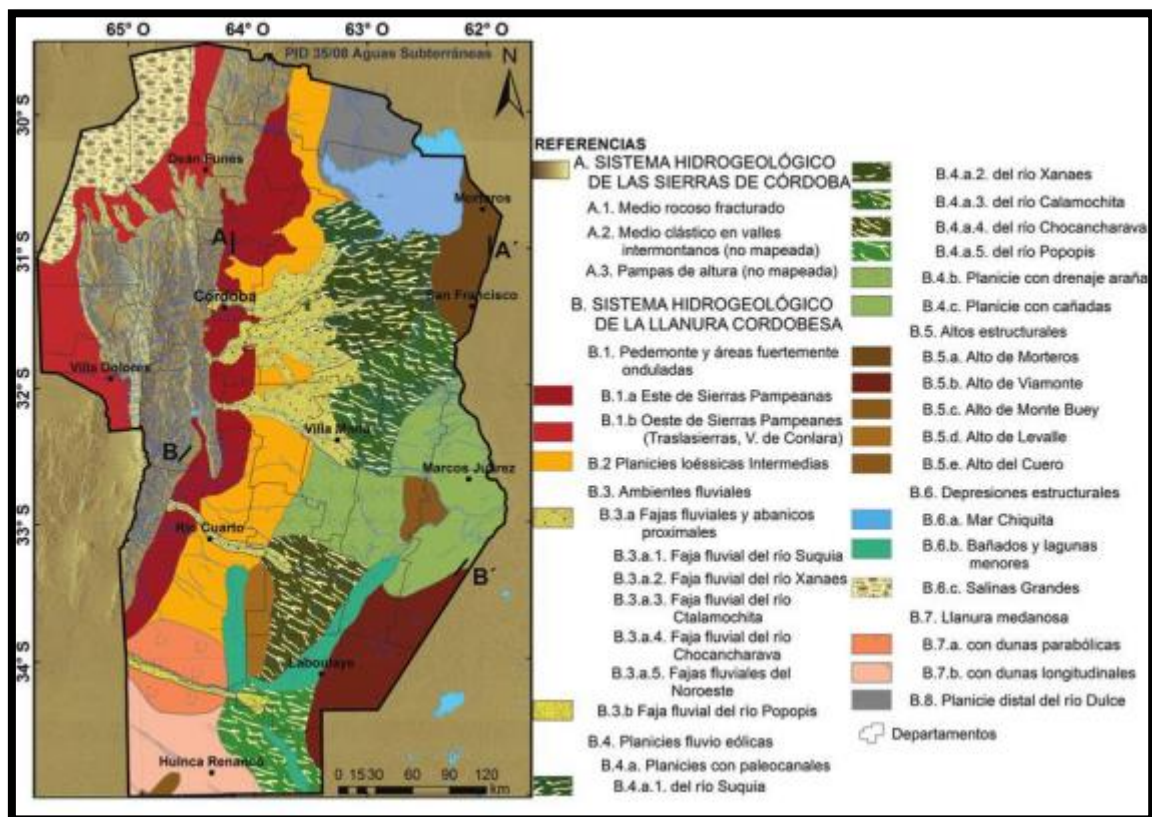 65° O 64° O 63° O 62° O
PID 35/08 Aguas Subterráneas
N
30° S
31° S
32° S
33° S
34° S
Deán Funes
Morteros
A
A´
Córdoba
San Francisco
Villa Dolores
Villa María
B
Marcos Juárez
Río Cuarto
B´
Laboulaye
Huinca Renancó
0 15 30 60 90 120
km
REFERENCIAS
A. SISTEMA HIDROGEOLÓGICO
DE LAS SIERRAS DE CÓRDOBA
A.1. Medio rocoso fracturado
A.2. Medio clástico en valles
intermontanos (no mapeada)
A.3. Pampas de altura (no mapeada)
B. SISTEMA HIDROGEOLÓGICO
DE LA LLANURA CORDOBESA
B.1. Pedemonte y áreas fuertemente
onduladas
B.1.a Este de Sierras Pampeanas
B.1.b Oeste de Sierras Pampeanes
(Traslasierras, V. de Conlara)
B.2 Planicies loéssicas Intermedias
B.3. Ambientes fluviales
B.3.a Fajas fluviales y abanicos
proximales
B.3.a.1. Faja fluvial del río Suquia
B.3.a.2. Faja fluvial del río Xanaes
B.3.a.3. Faja fluvial del río
Ctalamochita
B.3.a.4. Faja fluvial del río
Chocancharava
B.3.a.5. Fajas fluviales del
Noroeste
B.3.b Faja fluvial del río Popopis
B.4. Planicies fluvio eólicas
B.4.a. Planicies con paleocanales
B.4.a.1. del río Suquía
B.4.a.2. del río Xanaes
B.4.a.3. del río Calamochita
B.4.a.4. del río Chocancharava
B.4.a.5. del río Popopis
B.4.b. Planicie con drenaje araña
B.4.c. Planicie con cañadas
B.5. Altos estructurales
B.5.a. Alto de Morteros
B.5.b. Alto de Viamonte
B.5.c. Alto de Monte Buey
B.5.d. Alto de Levalle
B.5.e. Alto del Cuero
B.6. Depresiones estructurales
B.6.a. Mar Chiquita
B.6.b. Bañados y lagunas
menores
B.6.c. Salinas Grandes
B.7. Llanura medanosa
B.7.a. con dunas parabólicas
B.7.b. con dunas longitudinales
B.8. Planicie distal del río Dulce
Departamentos